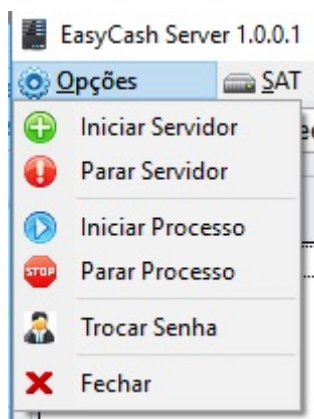 EasyCash Server 1.0.0.1
Opções SAT
Iniciar Servidor
Parar Servidor
Iniciar Processo
STOP Parar Processo
Trocar Senha
Fechar